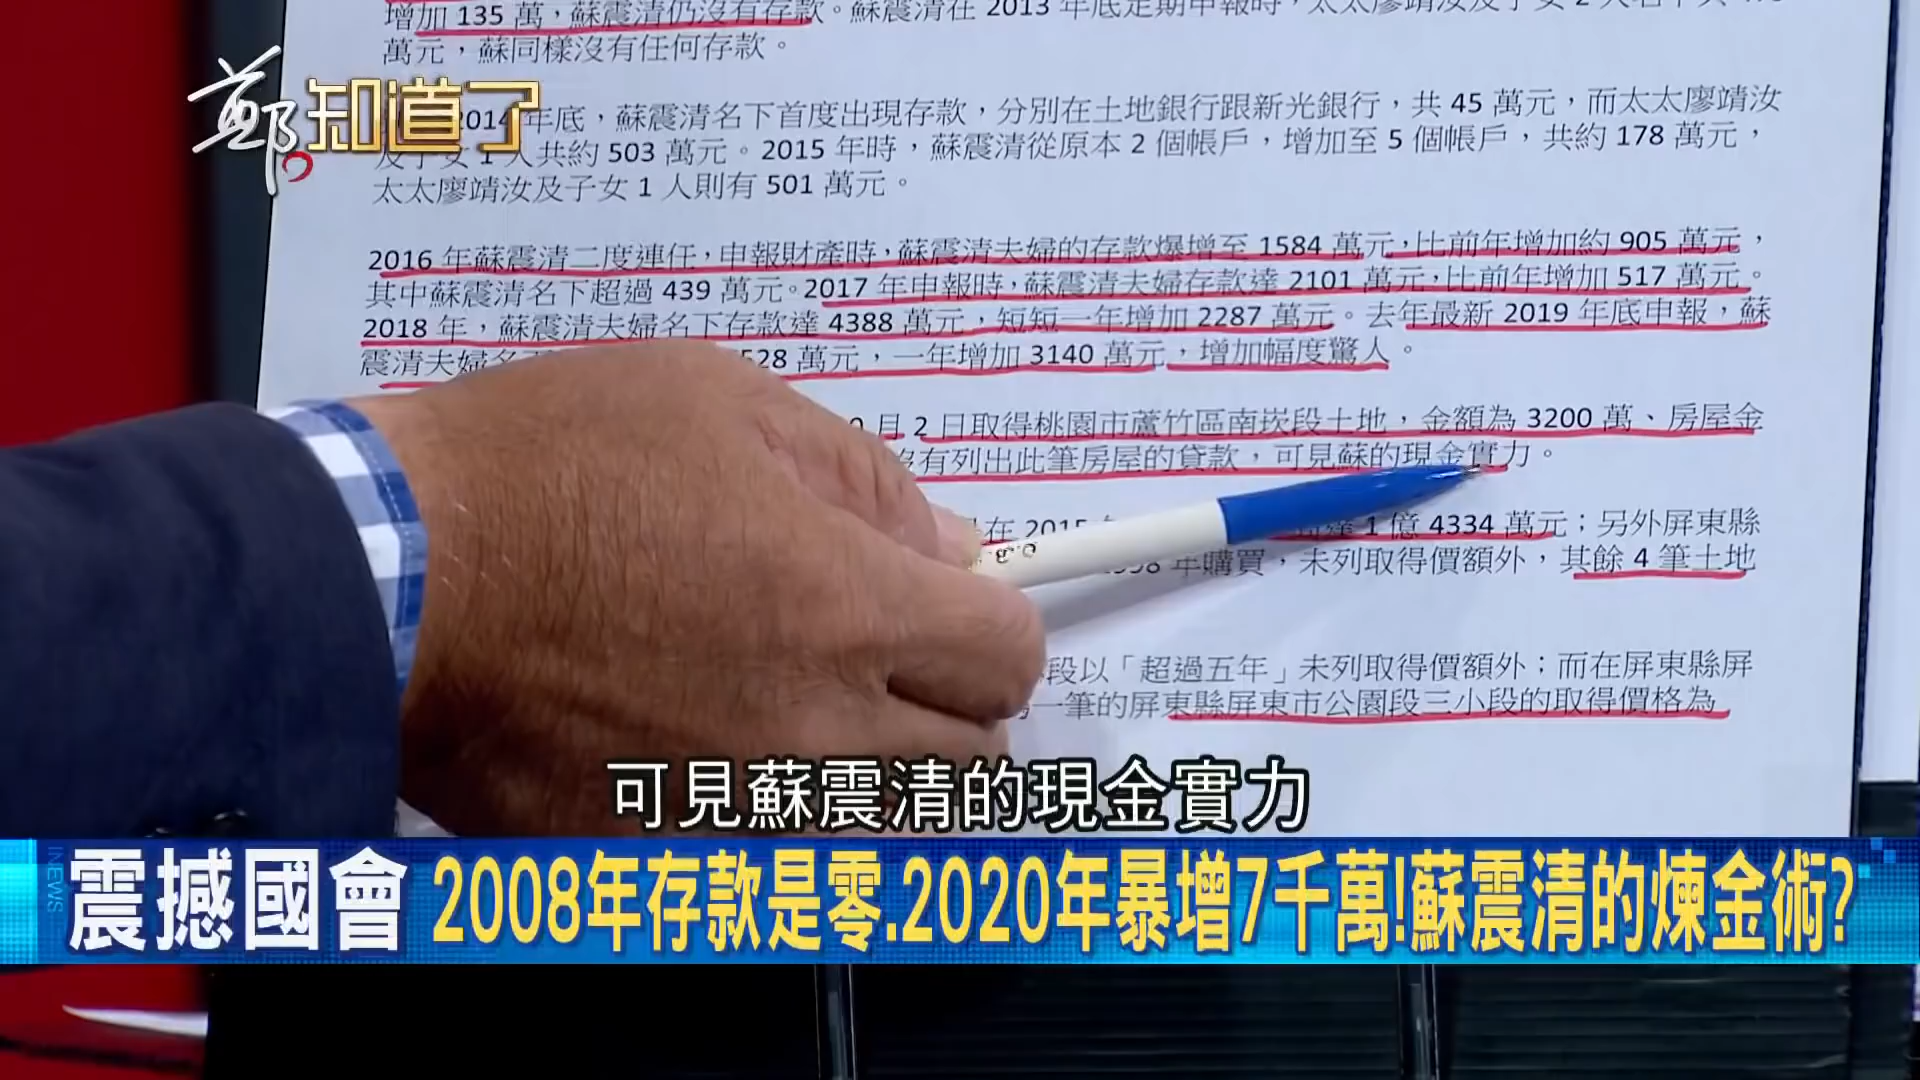 增加 135 萬，蘇震清仍沒有存款。蘇震清在 2013 年底定期申報時，太太廖靖汝及子女 2 人名下共
萬元，蘇同樣沒有任何存款。
鄭知道了
2014 年底，蘇震清名下首度出現存款，分別在土地銀行跟新光銀行，共 45 萬元，而太太廖靖汝
及子女 1 人共約 503 萬元。2015 年時，蘇震清從原本 2 個帳戶，增加至 5 個帳戶，共約 178 萬元，
太太廖靖汝及子女 1 人則有 501 萬元。
2016 年蘇震清二度連任，申報財產時，蘇震清夫婦的存款爆增至 1584 萬元，比前年增加約 905 萬元，
其中蘇震清名下超過 439 萬元。2017 年申報時，蘇震清夫婦存款達 2101 萬元，比前年增加 517 萬元。
2018 年，蘇震清夫婦名下存款達 4388 萬元，短短一年增加 2287 萬元。去年最新 2019 年底申報，蘇
震清夫婦名 528 萬元，一年增加 3140 萬元，增加幅度驚人。
月 2 日取得桃園市蘆竹區南崁段土地，金額為 3200 萬、房屋金
沒有列出此筆房屋的貸款，可見蘇的現金實力。
在 2015 1 億 4334 萬元；另外屏東縣
年購買，未列取得價額外，其餘 4 筆土地
段以「超過五年」未列取得價額外；而在屏東縣屏
一筆的屏東縣屏東市公園段三小段的取得價格為
可見蘇震清的現金實力
INEWS 震撼國會 2008年存款是零.2020年暴增7千萬!蘇震清的煉金術?